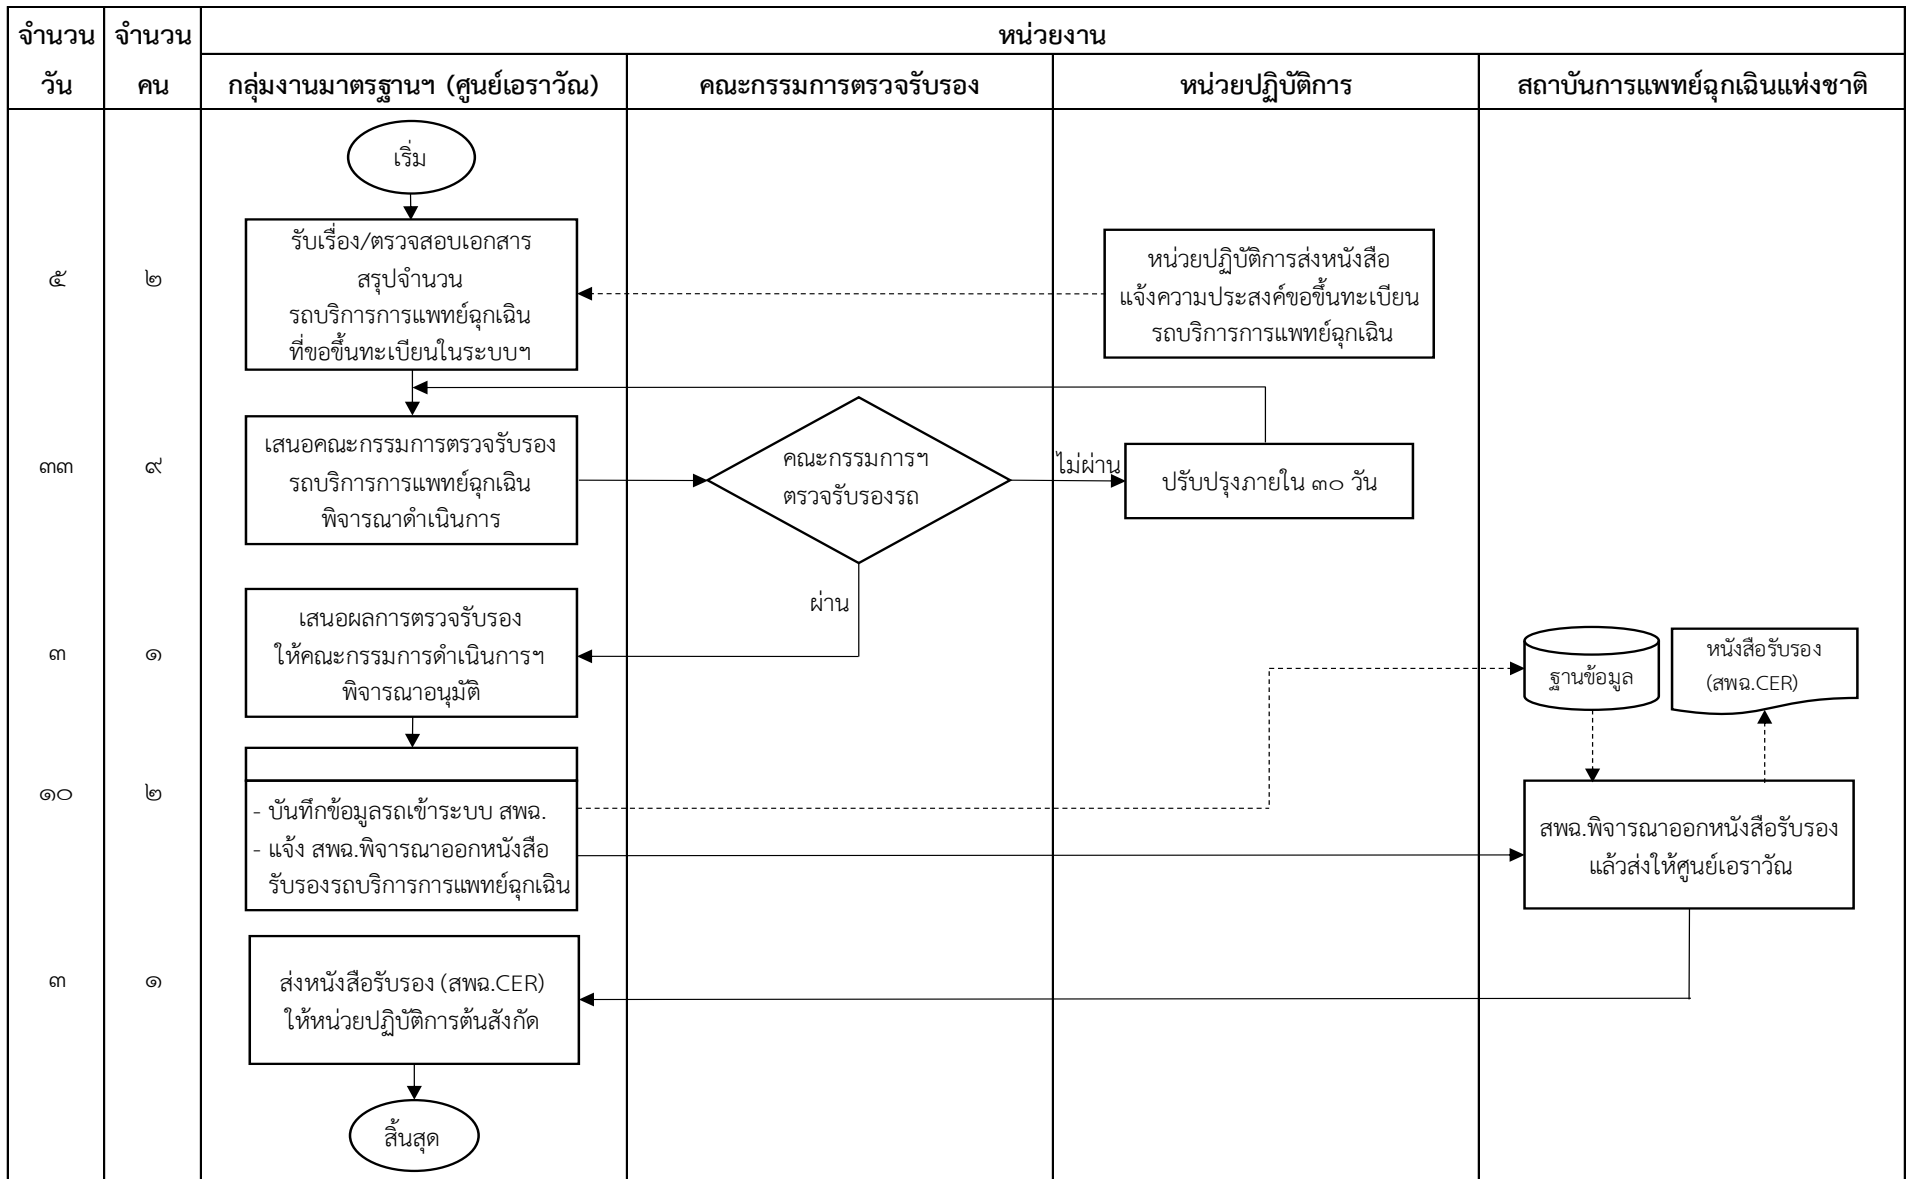 จำนวน
วัน
จำนวน
คน
หน่วยงาน
กลุ่มงานมาตรฐานฯ (ศูนย์เอราวัณ)
คณะกรรมการตรวจรับรอง
หน่วยปฏิบัติการ
สถาบันการแพทย์ฉุกเฉินแห่งชาติ
เริ่ม
๕
๒
รับเรื่อง/ตรวจสอบเอกสาร
สรุปจำนวน
รถบริการการแพทย์ฉุกเฉิน
ที่ขอขึ้นทะเบียนในระบบฯ
หน่วยปฏิบัติการส่งหนังสือ
แจ้งความประสงค์ขอขึ้นทะเบียน
รถบริการการแพทย์ฉุกเฉิน
๓๓
๙
เสนอคณะกรรมการตรวจรับรอง
รถบริการการแพทย์ฉุกเฉิน
พิจารณาดำเนินการ
คณะกรรมการฯ
ตรวจรับรองรถ
ไม่ผ่าน
ปรับปรุงภายใน ๓๐ วัน
ผ่าน
๓
๑
เสนอผลการตรวจรับรอง
ให้คณะกรรมการดำเนินการฯ
พิจารณาอนุมัติ
ฐานข้อมูล
หนังสือรับรอง
(สพฉ.CER)
๑๐
๒
- บันทึกข้อมูลรถเข้าระบบ สพฉ.
- แจ้ง สพฉ.พิจารณาออกหนังสือ
รับรองรถบริการการแพทย์ฉุกเฉิน
สพฉ.พิจารณาออกหนังสือรับรอง
แล้วส่งให้ศูนย์เอราวัณ
๓
๑
ส่งหนังสือรับรอง (สพฉ.CER)
ให้หน่วยปฏิบัติการต้นสังกัด
สิ้นสุด